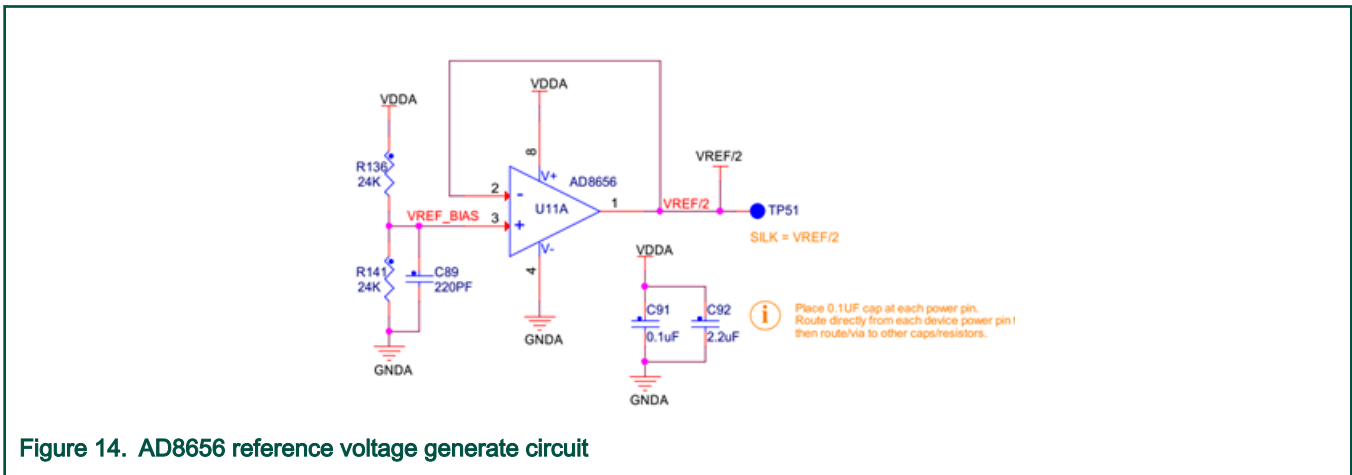 VDDA
R136
24K
VREF_BIAS
R141
24K
C89
220PF
GNDA
VDDA
8
V+
AD8656
2
-
U11A
1
3
+
V-
4
GNDA
VREF/2
VREF/2
TP51
SILK = VREF/2
VDDA
C91
0.1uF
C92
2.2uF
GNDA
i
Place 0.1UF cap at each power pin.
Route directly from each device power pin
then route/via to other caps/resistors.
Figure 14. AD8656 reference voltage generate circuit